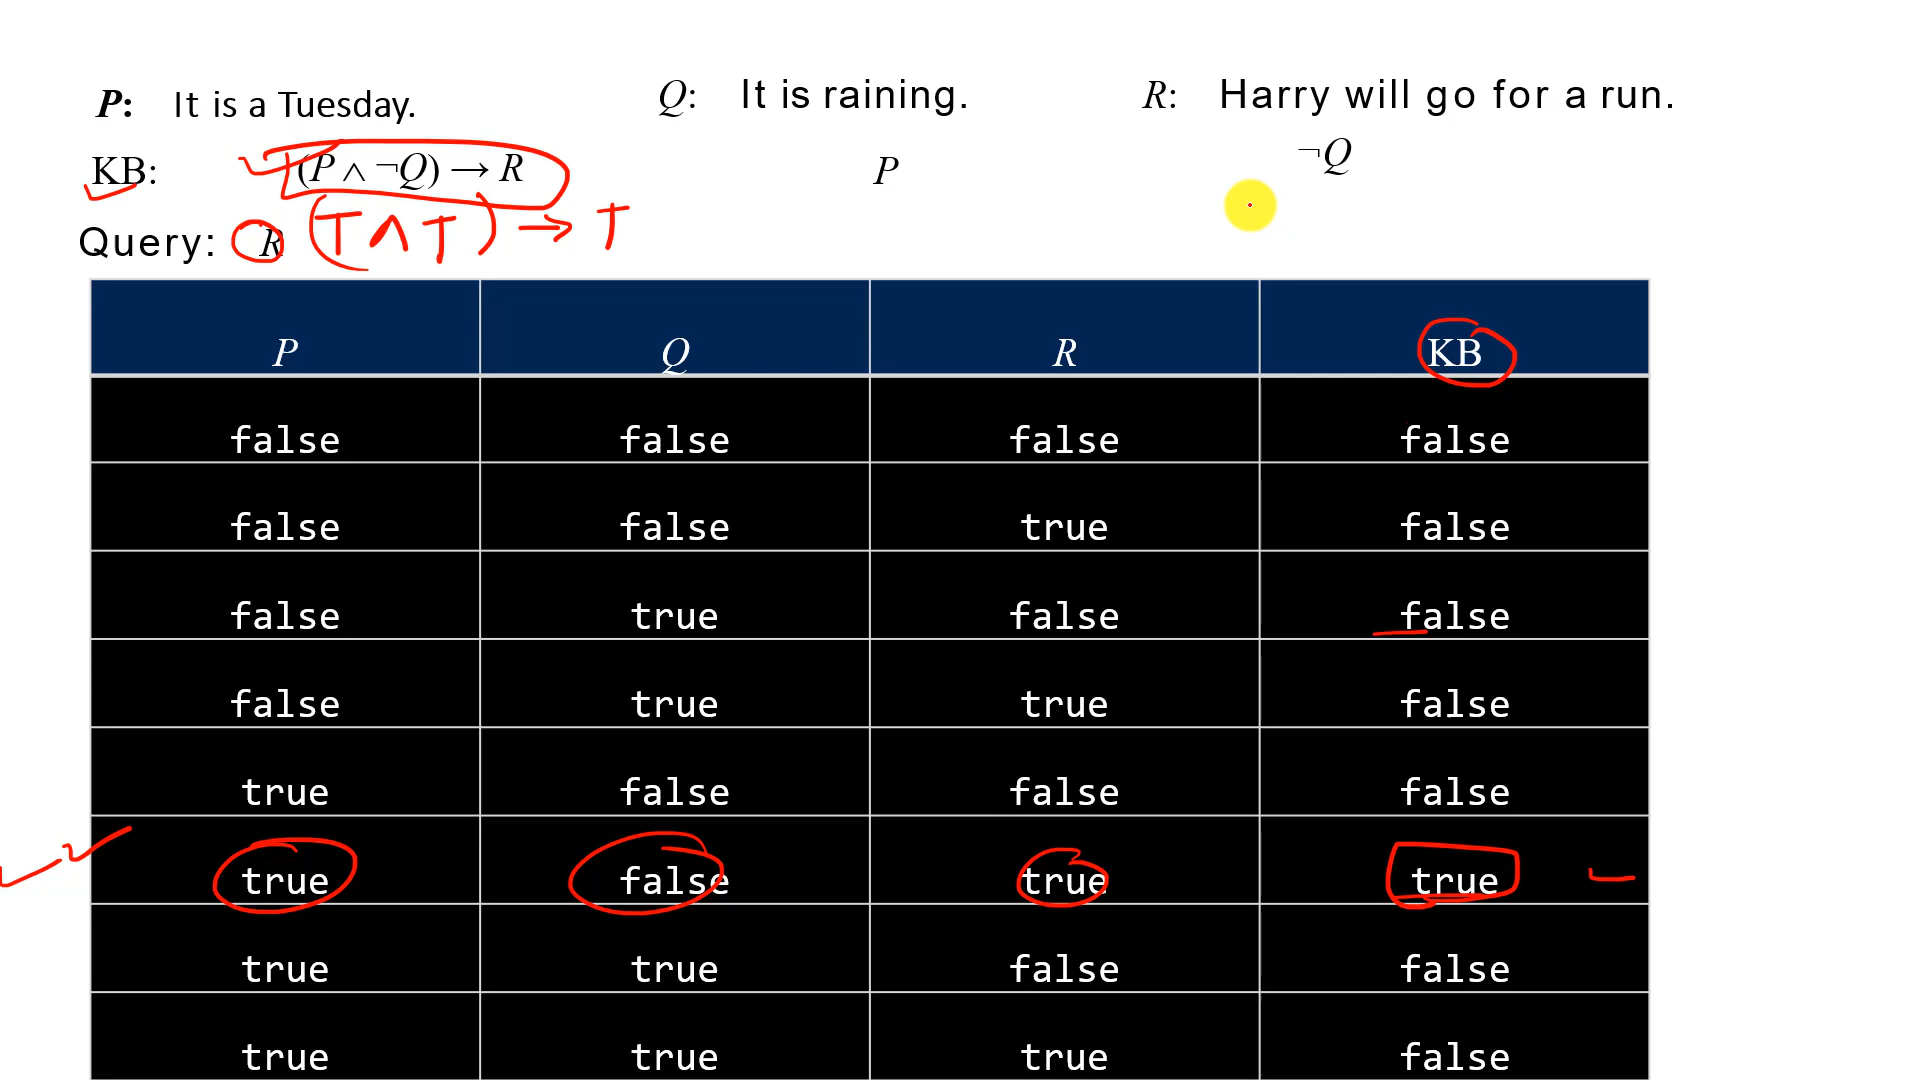 P: It is a Tuesday. Q: It is raining. R: Harry will go for a run.
KB: (P ∧ ¬Q) → R P ¬Q
Query: R (T ∧ T) → T
P Q R KB
false false false false
false false true false
false true false false
false true true false
true false false false
true false true true
true true false false
true true true false